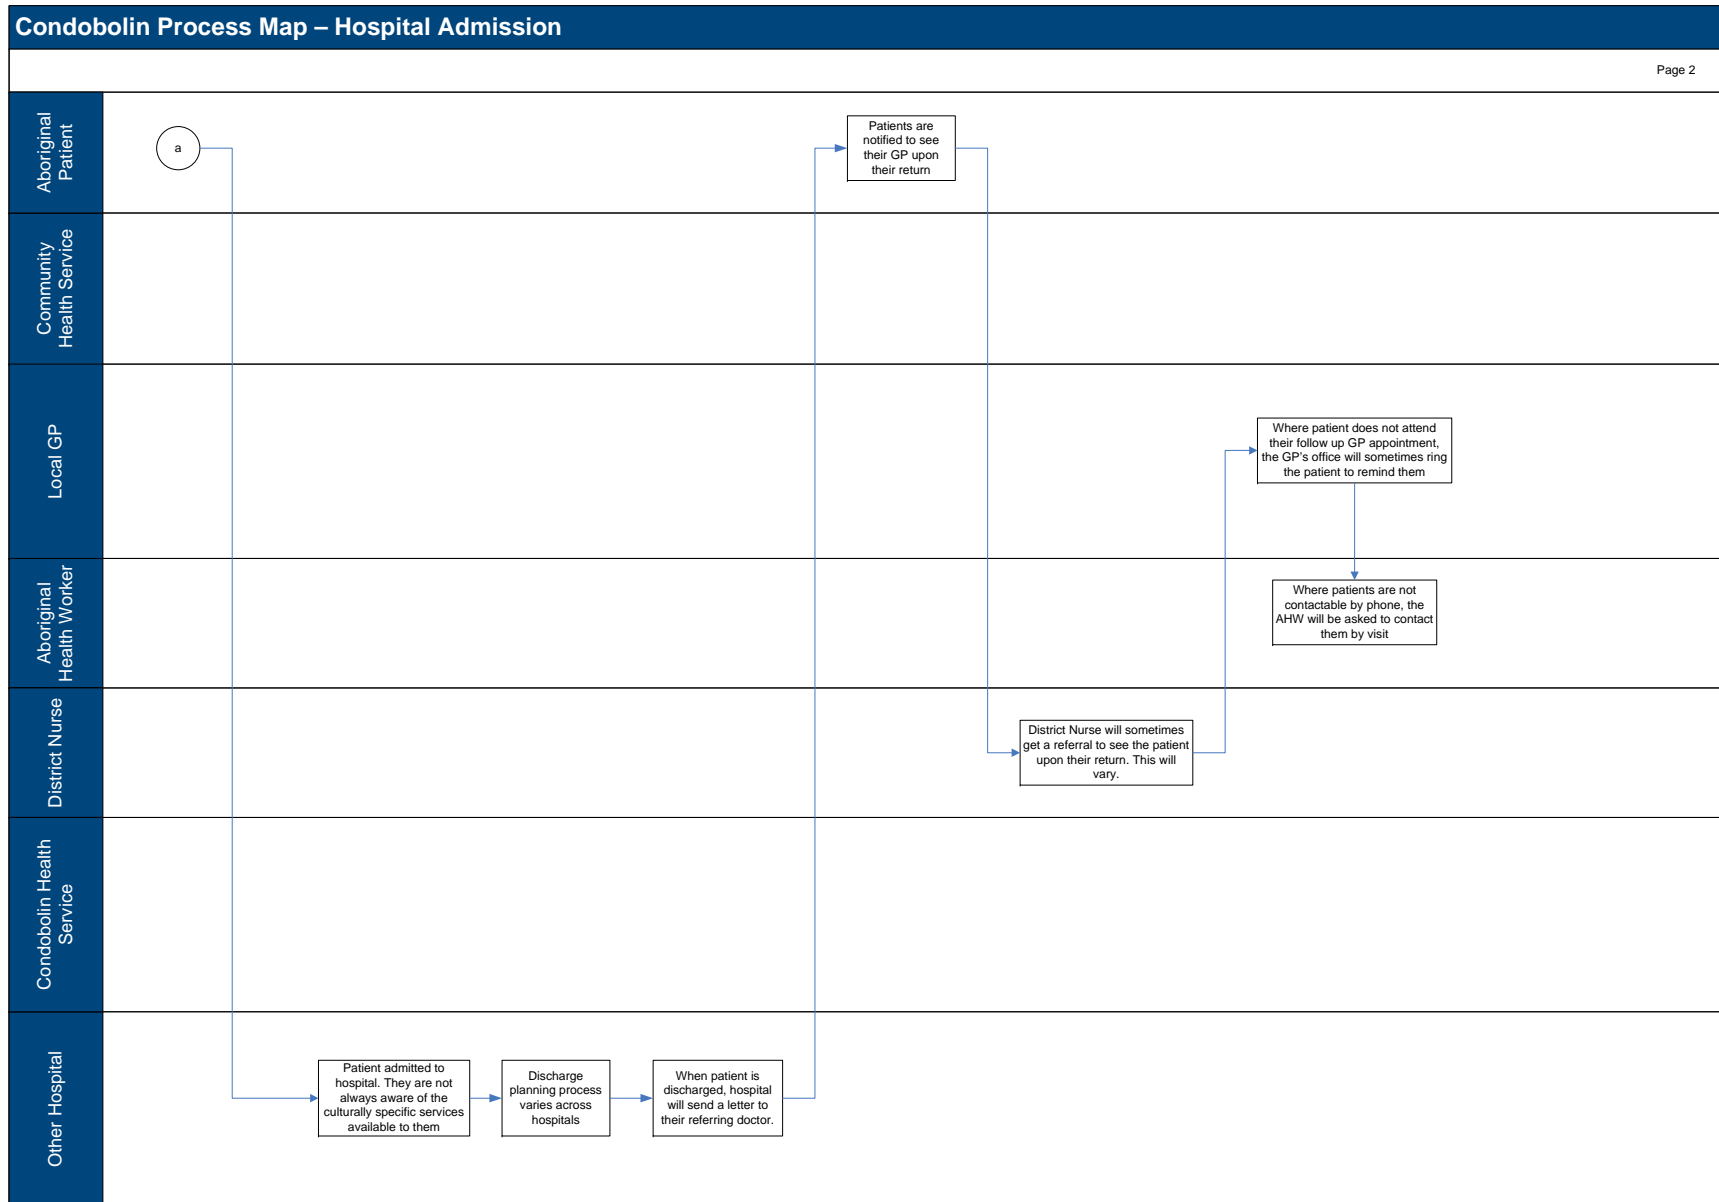 Condobolin Process Map – Hospital Admission
Page 2
Aboriginal
Patient
a
Patients are
notified to see
their GP upon
their return
Community
Health Service
Local GP
Where patient does not attend
their follow up GP appointment,
the GP's office will sometimes ring
the patient to remind them
Aboriginal
Health Worker
Where patients are not
contactable by phone, the
AHW will be asked to contact
them by visit
District Nurse
District Nurse will sometimes
get a referral to see the patient
upon their return. This will
vary.
Condobolin Health
Service
Other Hospital
Patient admitted to
hospital. They are not
always aware of the
culturally specific services
available to them
Discharge
planning process
varies across
hospitals
When patient is
discharged, hospital
will send a letter to
their referring doctor.